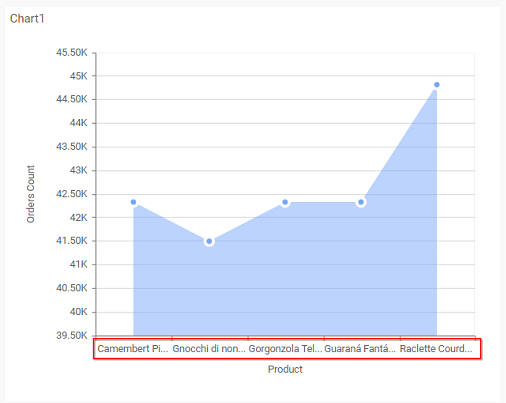 Chart1
45.50K
45K
44.50K
44K
43.50K
43K
42.50K
42K
41.50K
41K
40.50K
40K
39.50K
Orders Count
Camembert Pi... Gnocchi di non... Gorgonzola Tel... Guaraná Fantá... Raclette Courd...
Product